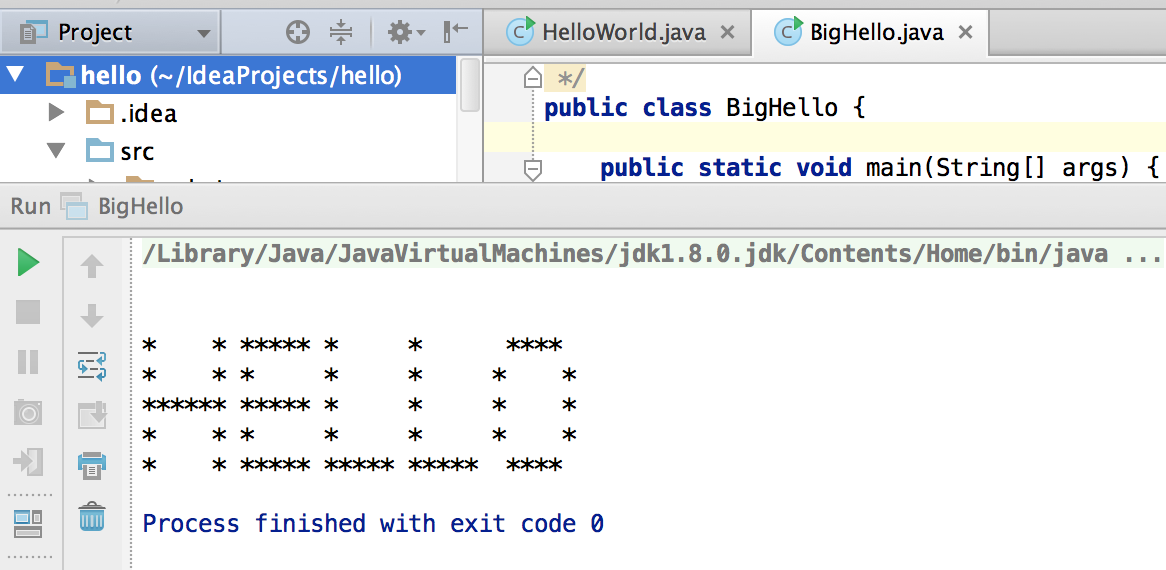 Project
HelloWorld.java
BigHello.java
hello (~/IdeaProjects/hello)
.idea
src
*/
public class BigHello {
public static void main(String[] args) {
Run BigHello
/Library/Java/JavaVirtualMachines/jdk1.8.0.jdk/Contents/Home/bin/java ...
*    * ***** *     *      ****
*    * *     *     *     *    *
****** ***** *     *     *    *
*    * *     *     *     *    *
*    * ***** ***** *****  ****
Process finished with exit code 0